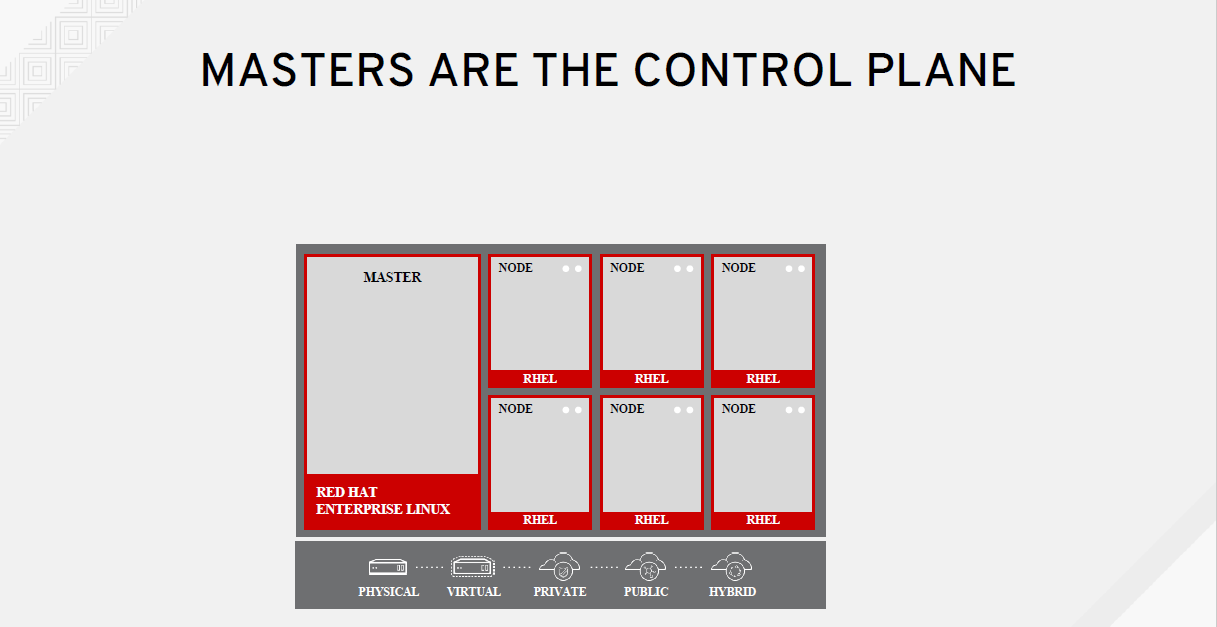 MASTERS ARE THE CONTROL PLANE
MASTER
RED HAT
ENTERPRISE LINUX
NODE
RHEL
NODE
RHEL
NODE
RHEL
NODE
RHEL
NODE
RHEL
NODE
RHEL
PHYSICAL
VIRTUAL
PRIVATE
PUBLIC
HYBRID